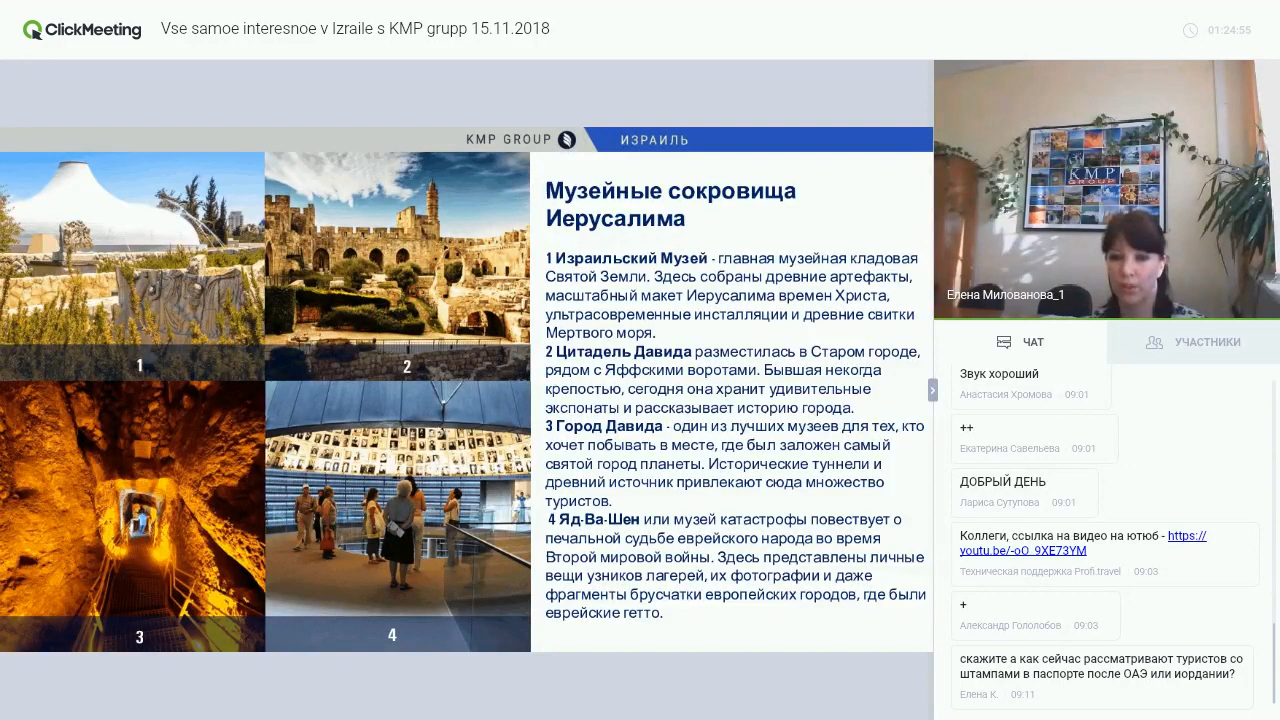 ClickMeeting
Vse samoe interesnoe v Izraile s KMP grupp 15.11.2018
01:24:55
KMP GROUP
ИЗРАИЛЬ
Музейные сокровища
Иерусалима
1 Израильский Музей - главная музейная кладовая
Святой Земли. Здесь собраны древние артефакты,
масштабный макет Иерусалима времен Христа,
ультрасовременные инсталляции и древние свитки
Мертвого моря.
2 Цитадель Давида разместилась в Старом городе,
рядом с Яффскими воротами. Бывшая некогда
крепостью, сегодня она хранит удивительные
экспонаты и рассказывает историю города.
3 Город Давида - один из лучших музеев для тех, кто
хочет побывать в месте, где был заложен самый
святой город планеты. Исторические туннели и
древний источник привлекают сюда множество
туристов.
4 Яд-Ва-Шен или музей катастрофы повествует о
печальной судьбе еврейского народа во время
Второй мировой войны. Здесь представлены личные
вещи узников лагерей, их фотографии и даже
фрагменты брусчатки европейских городов, где были
еврейские гетто.
1
2
3
4
KMP
GROUP
Елена Милованова_1
ЧАТ
УЧАСТНИКИ
Звук хороший
Анастасия Хромова 09:01
++
Екатерина Савельева 09:01
ДОБРЫЙ ДЕНЬ
Лариса Сутупова 09:01
Коллеги, ссылка на видео на ютюб - https://
youtu.be/-oO_9XE73YM
Техническая поддержка Profi.travel 09:03
+
Александр Гололобов 09:03
скажите а как сейчас рассматривают туристов со
штампами в паспорте после ОАЭ или иордании?
Елена К. 09:11